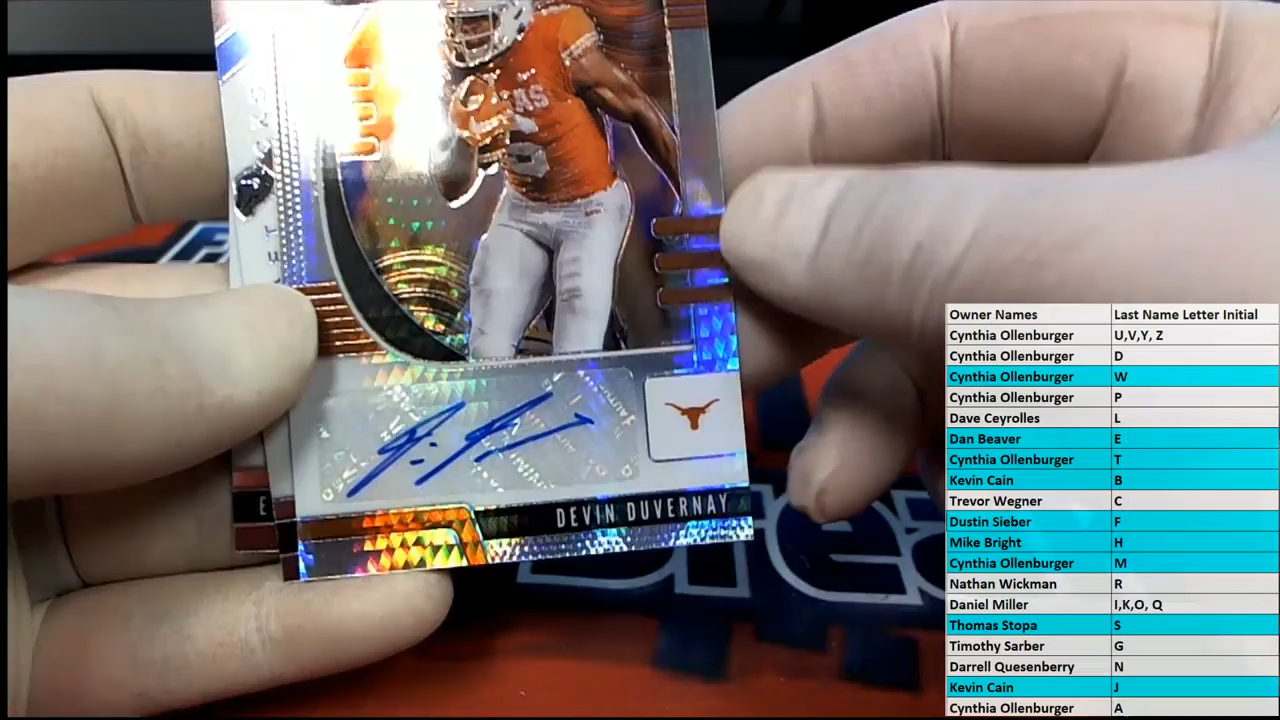 DEVIN DUVERNAY
Owner Names Last Name Letter Initial
Cynthia Ollenburger U,V,Y, Z
Cynthia Ollenburger D
Cynthia Ollenburger W
Cynthia Ollenburger P
Dave Ceyrolles L
Dan Beaver E
Cynthia Ollenburger T
Kevin Cain B
Trevor Wegner C
Dustin Sieber F
Mike Bright H
Cynthia Ollenburger M
Nathan Wickman R
Daniel Miller I,K,O, Q
Thomas Stopa S
Timothy Sarber G
Darrell Quesenberry N
Kevin Cain J
Cynthia Ollenburger A